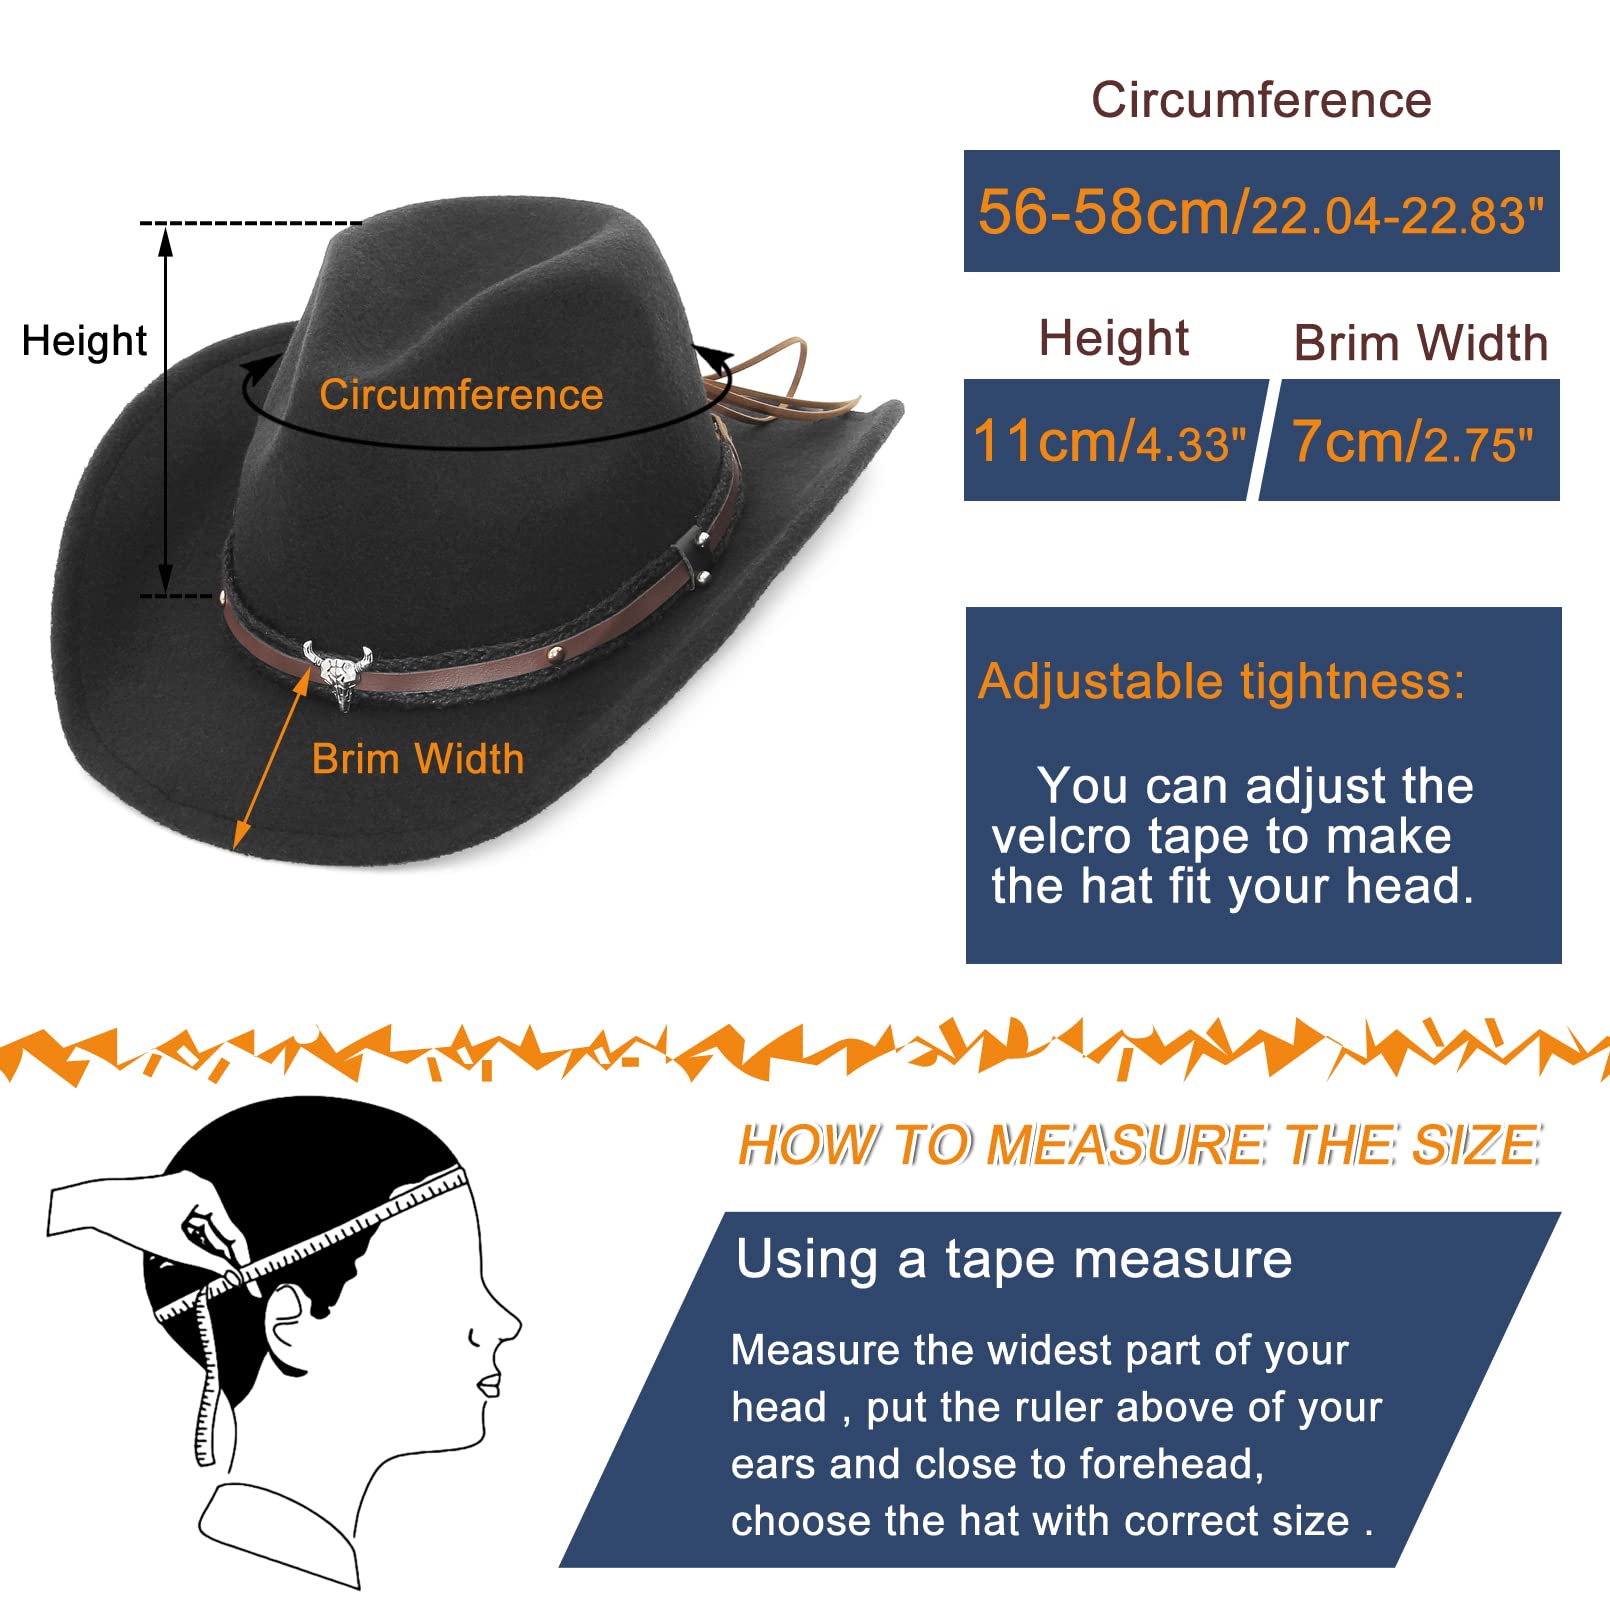 Circumference
56-58cm/22.04-22.83"
Height
Brim Width
11cm/4.33"
7cm/2.75"
Height
Circumference
Brim Width
Adjustable tightness:
You can adjust the
velcro tape to make
the hat fit your head.
HOW TO MEASURE THE SIZE
Using a tape measure
Measure the widest part of your
head , put the ruler above of your
ears and close to forehead,
choose the hat with correct size .